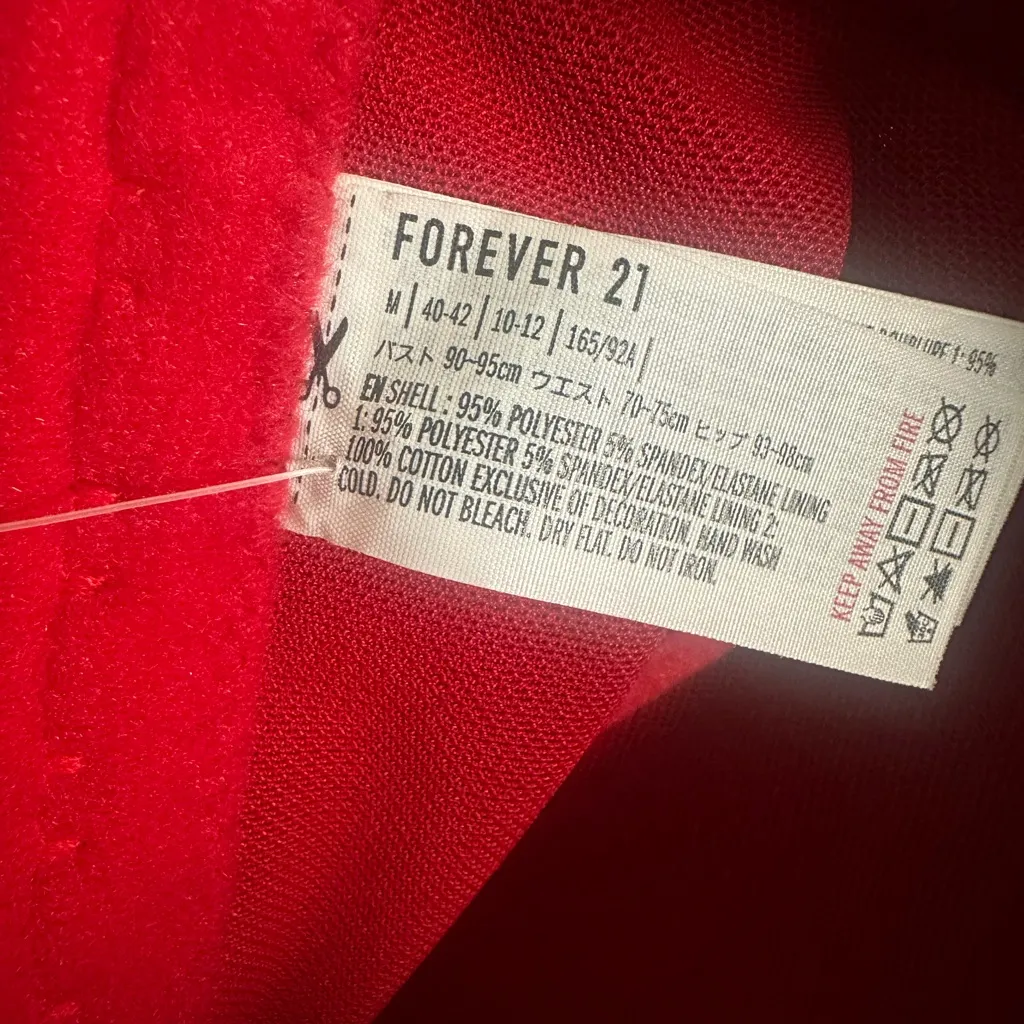 FOREVER 21
M | 40-42 | 10-12 | 165/92A |
バスト 90-95cm ウエスト 70-75cm ヒップ 93-98cm
EN SHELL : 95% POLYESTER 5% SPANDEX/ELASTANE LINING
1: 95% POLYESTER 5% SPANDEX/ELASTANE LINING 2:
100% COTTON EXCLUSIVE OF DECORATION. HAND WASH
COLD. DO NOT BLEACH. DRY FLAT. DO NOT IRON.
KEEP AWAY FROM FIRE
1: 95%